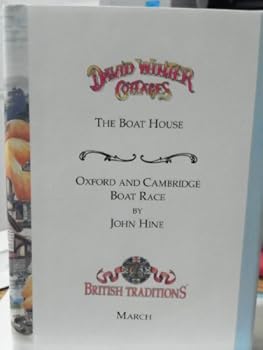 DAVID WINTER
COTTAGES
THE BOAT HOUSE
OXFORD AND CAMBRIDGE
BOAT RACE
BY
JOHN HINE
BRITISH TRADITIONS
MARCH